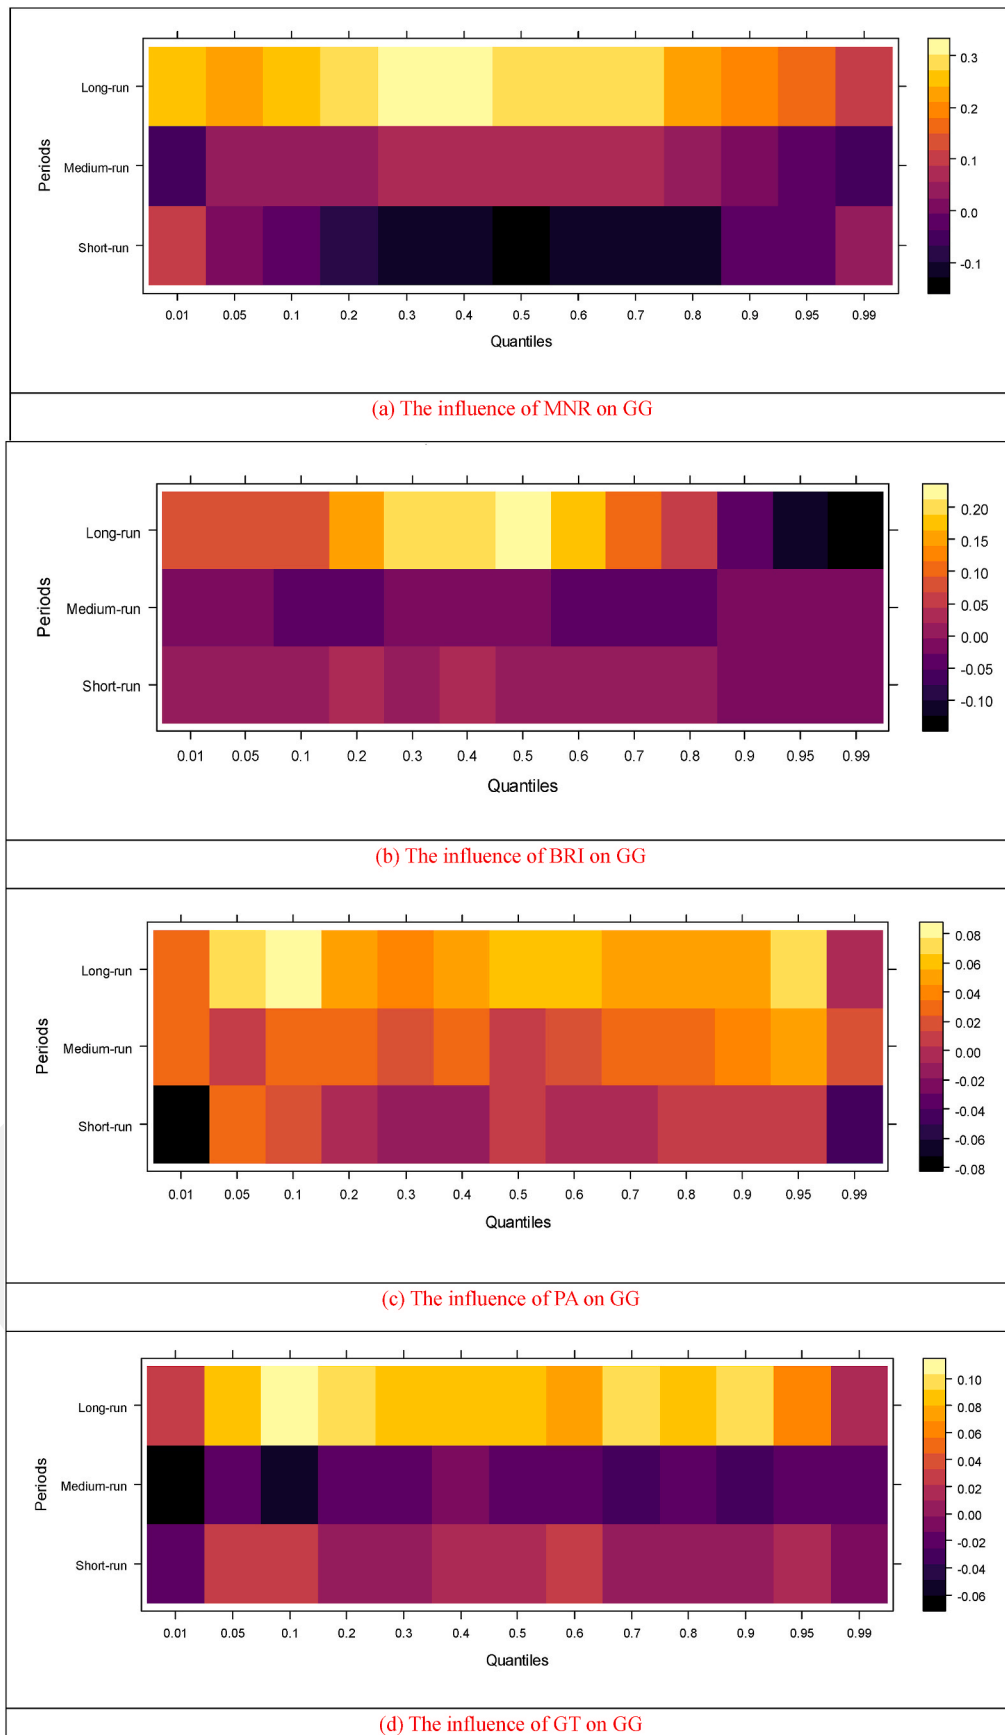 Long-run
Medium-run
Short-run
Periods
0.01 0.05 0.1 0.2 0.3 0.4 0.5 0.6 0.7 0.8 0.9 0.95 0.99
Quantiles
0.3
0.2
0.1
0.0
-0.1
(a) The influence of MNR on GG
Long-run
Medium-run
Short-run
Periods
0.01 0.05 0.1 0.2 0.3 0.4 0.5 0.6 0.7 0.8 0.9 0.95 0.99
Quantiles
0.20
0.15
0.10
0.05
0.00
-0.05
-0.10
(b) The influence of BRI on GG
Long-run
Medium-run
Short-run
Periods
0.01 0.05 0.1 0.2 0.3 0.4 0.5 0.6 0.7 0.8 0.9 0.95 0.99
Quantiles
0.08
0.06
0.04
0.02
0.00
-0.02
-0.04
-0.06
-0.08
(c) The influence of PA on GG
Long-run
Medium-run
Short-run
Periods
0.01 0.05 0.1 0.2 0.3 0.4 0.5 0.6 0.7 0.8 0.9 0.95 0.99
Quantiles
0.10
0.08
0.06
0.04
0.02
0.00
-0.02
-0.04
-0.06
(d) The influence of GT on GG